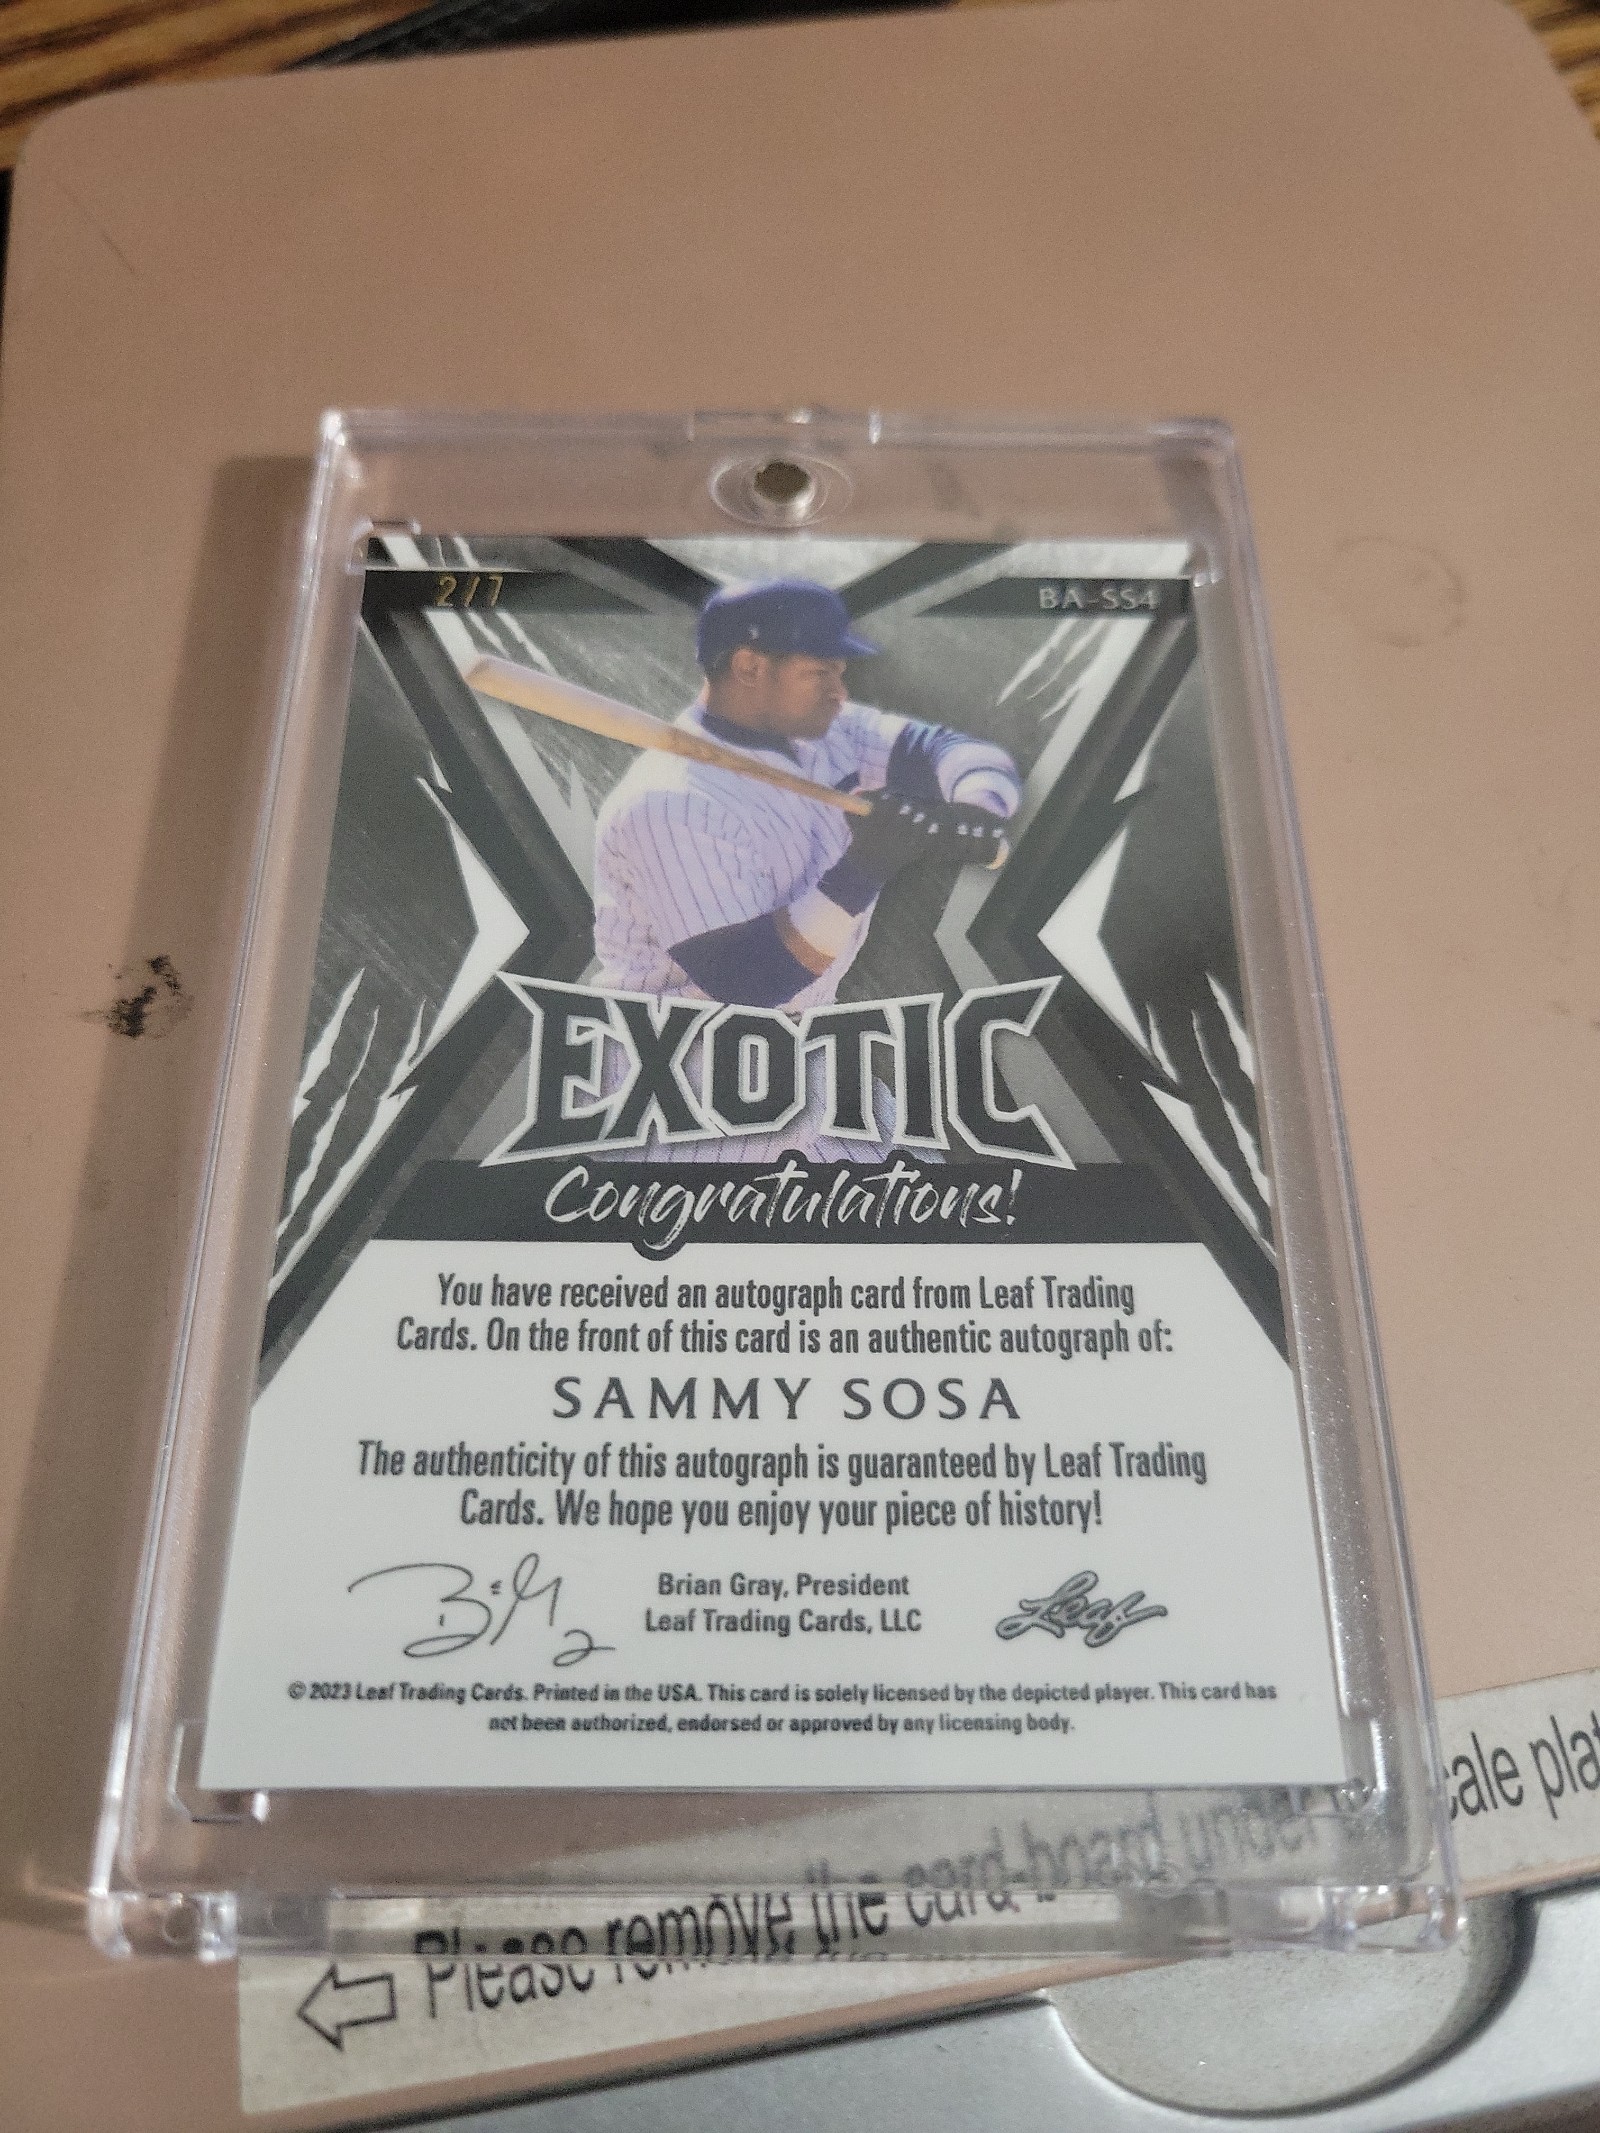 2/7
BA-SS4
EXOTIC
Congratulations!
You have received an autograph card from Leaf Trading
Cards. On the front of this card is an authentic autograph of:
SAMMY SOSA
The authenticity of this autograph is guaranteed by Leaf Trading
Cards. We hope you enjoy your piece of history!
Brian Gray, President
Leaf Trading Cards, LLC
Leaf
© 2023 Leaf Trading Cards. Printed in the USA. This card is solely licensed by the depicted player. This card has
not been authorized, endorsed or approved by any licensing body.
Please remove the card-board under